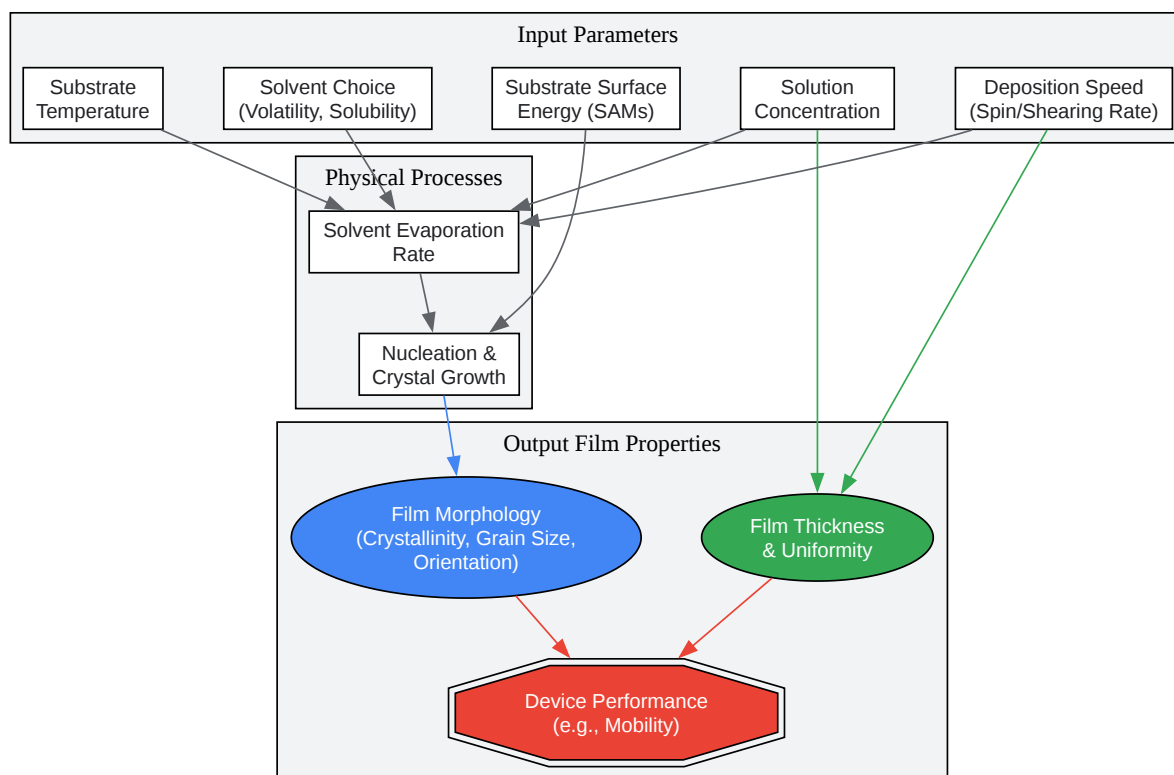 Input Parameters
Substrate
Temperature
Solvent Choice
(Volatility, Solubility)
Substrate Surface
Energy (SAMs)
Solution
Concentration
Deposition Speed
(Spin/Shearing Rate)
Physical Processes
Solvent Evaporation
Rate
Nucleation &
Crystal Growth
Output Film Properties
Film Morphology
(Crystallinity, Grain Size,
Orientation)
Film Thickness
& Uniformity
Device Performance
(e.g., Mobility)